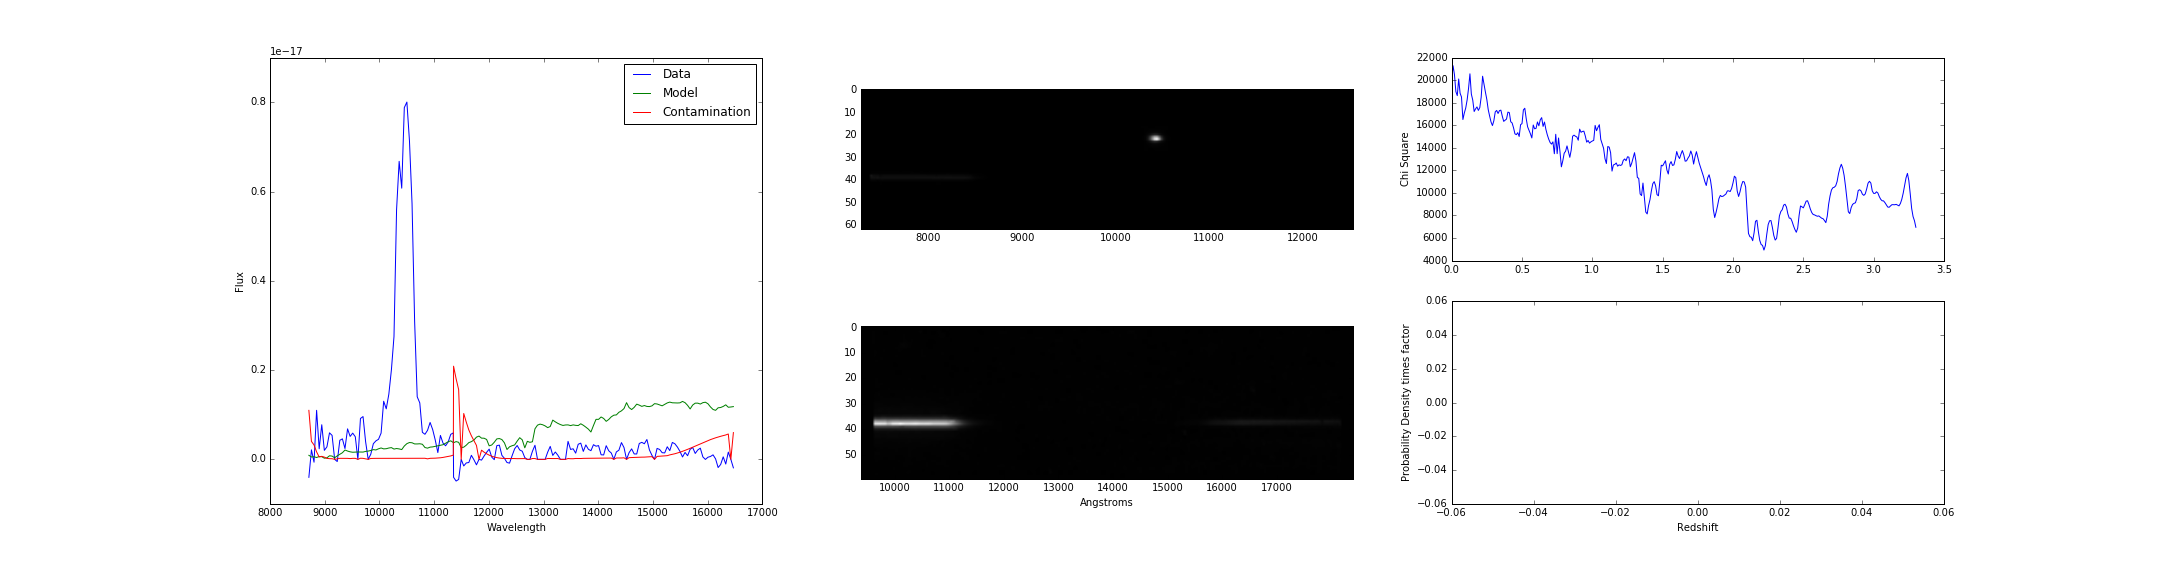 1e−17
0.8
0.6
0.4
0.2
0.0
Flux
8000 9000 10000 11000 12000 13000 14000 15000 16000 17000
Wavelength
Data
Model
Contamination
0
10
20
30
40
50
60
8000 9000 10000 11000 12000
0
10
20
30
40
50
10000 11000 12000 13000 14000 15000 16000 17000
Angstroms
22000
20000
18000
16000
14000
12000
10000
8000
6000
4000
Chi Square
0.0 0.5 1.0 1.5 2.0 2.5 3.0 3.5
0.06
0.04
0.02
0.00
−0.02
−0.04
−0.06
Probability Density times factor
−0.06 −0.04 −0.02 0.00 0.02 0.04 0.06
Redshift